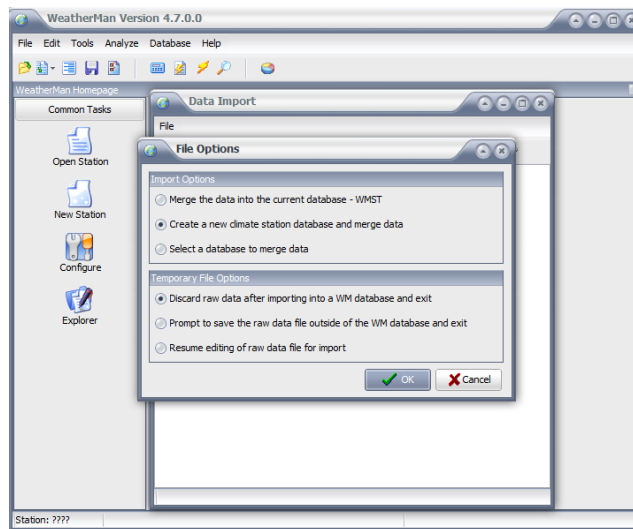 WeatherMan Version 4.7.0.0
File Edit Tools Analyze Database Help
WeatherMan Homepage
Common Tasks
Open Station
New Station
Configure
Explorer
Data Import
File
File Options
Import Options
Merge the data into the current database - WMST
Create a new climate station database and merge data
Select a database to merge data
Temporary File Options
Discard raw data after importing into a WM database and exit
Prompt to save the raw data file outside of the WM database and exit
Resume editing of raw data file for import
OK
Cancel
Station: ????